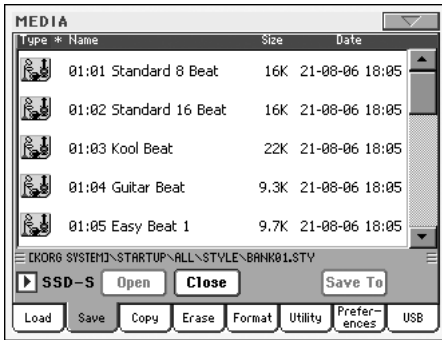 MEDIA
Type * Name Size Date
01:01 Standard 8 Beat 16K 21-08-06 18:05
01:02 Standard 16 Beat 16K 21-08-06 18:05
01:03 Kool Beat 22K 21-08-06 18:05
01:04 Guitar Beat 9.3K 21-08-06 18:05
01:05 Easy Beat 1 9.7K 21-08-06 18:05
[KORG SYSTEM]\STARTUP\ALL\STYLE\BANK01.STY
SSD-S Open Close Save To
Load Save Copy Erase Format Utility Prefer-ences USB